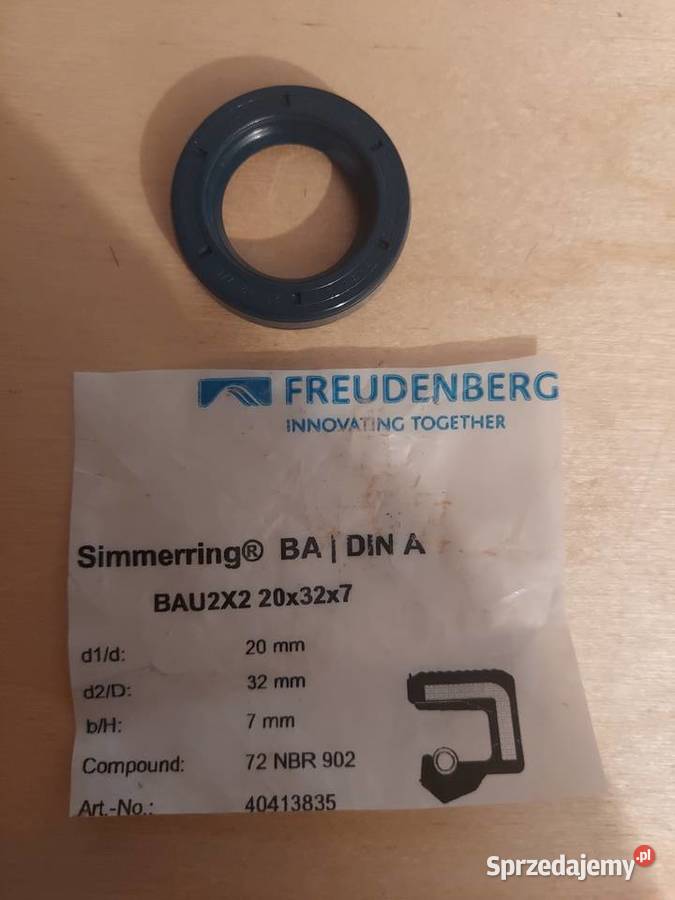 FREUDENBERG
INNOVATING TOGETHER
Simmerring® BA | DIN A
BAU2X2 20x32x7
d1/d: 20 mm
d2/D: 32 mm
b/H: 7 mm
Compound: 72 NBR 902
Art.-No.: 40413835
Sprzedajemy.pl